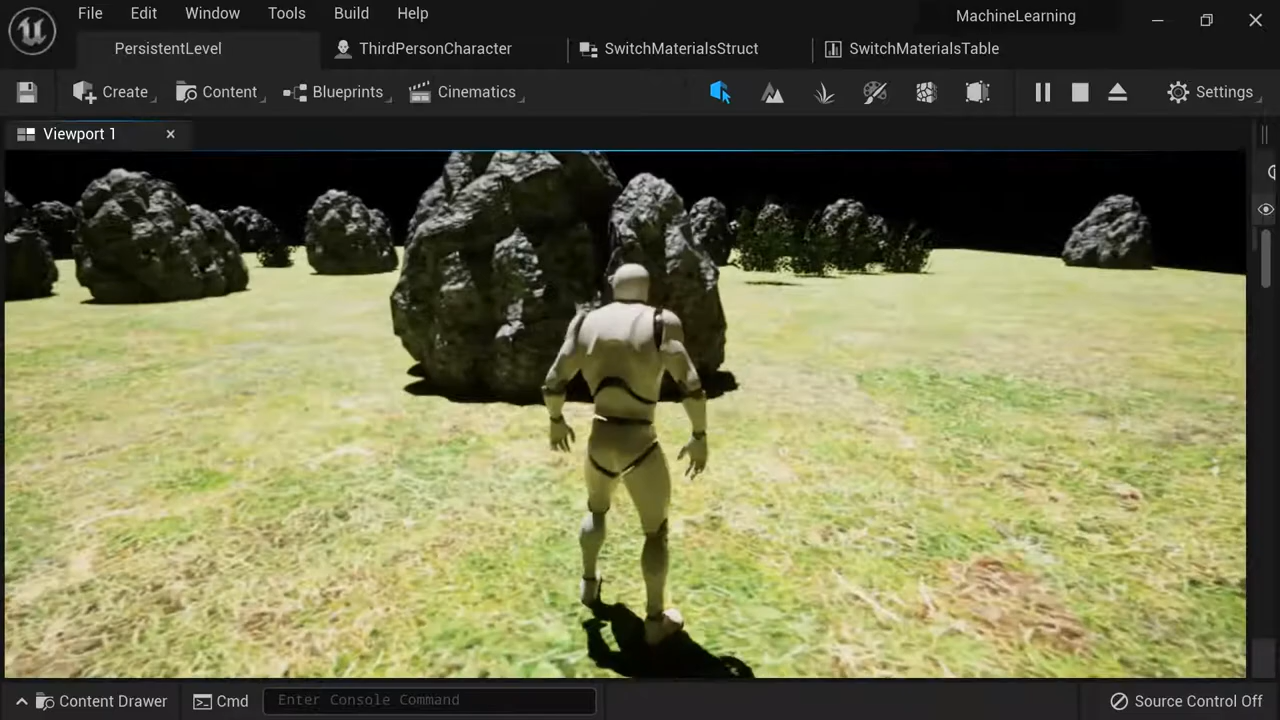 File Edit Window Tools Build Help MachineLearning
PersistentLevel ThirdPersonCharacter SwitchMaterialsStruct SwitchMaterialsTable
Create Content Blueprints Cinematics Settings
Viewport 1
Content Drawer Cmd Enter Console Command Source Control Off